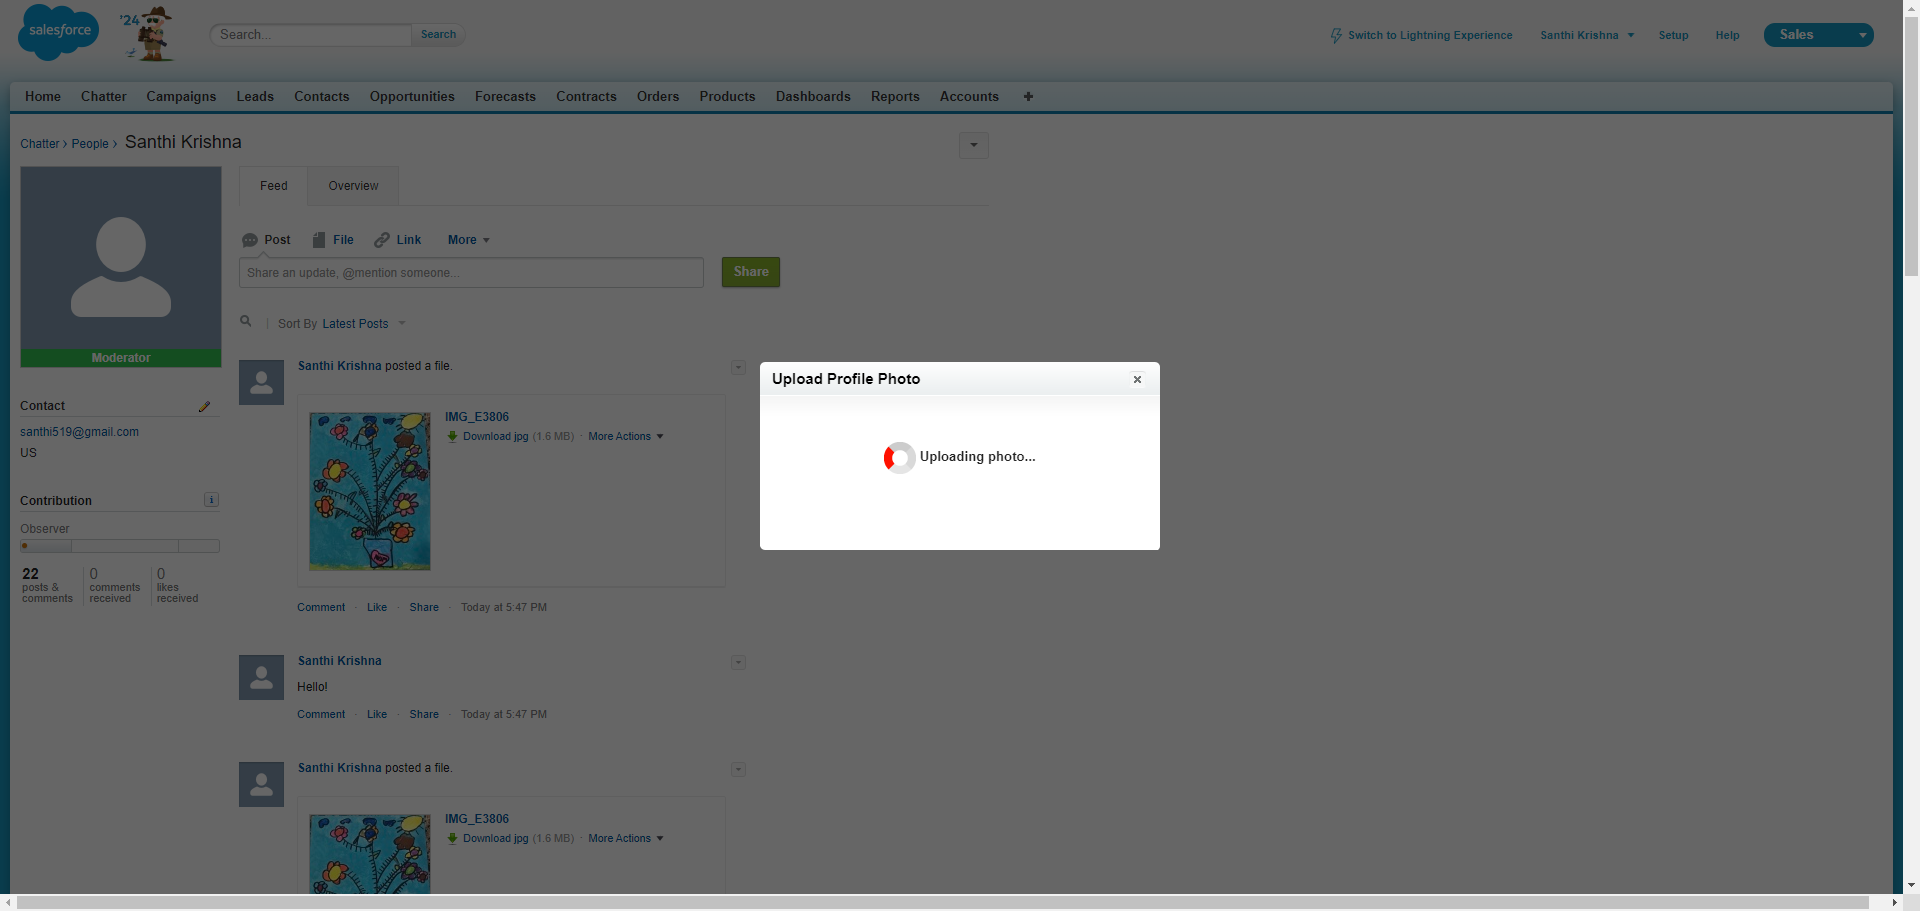 salesforce
'24
Search...
Search
Switch to Lightning Experience
Santhi Krishna
Setup
Help
Sales
Home
Chatter
Campaigns
Leads
Contacts
Opportunities
Forecasts
Contracts
Orders
Products
Dashboards
Reports
Accounts
+
Chatter › People › Santhi Krishna
Moderator
Contact
santhi519@gmail.com
US
Contribution
i
Observer
22
posts &
comments
0
comments
received
0
likes
received
Feed
Overview
Post
File
Link
More
Share an update, @mention someone...
Share
| Sort By Latest Posts
Santhi Krishna posted a file.
IMG_E3806
Download jpg (1.6 MB) · More Actions
Comment · Like · Share · Today at 5:47 PM
Santhi Krishna
Hello!
Comment · Like · Share · Today at 5:47 PM
Santhi Krishna posted a file.
IMG_E3806
Download jpg (1.6 MB) · More Actions
Upload Profile Photo
Uploading photo...